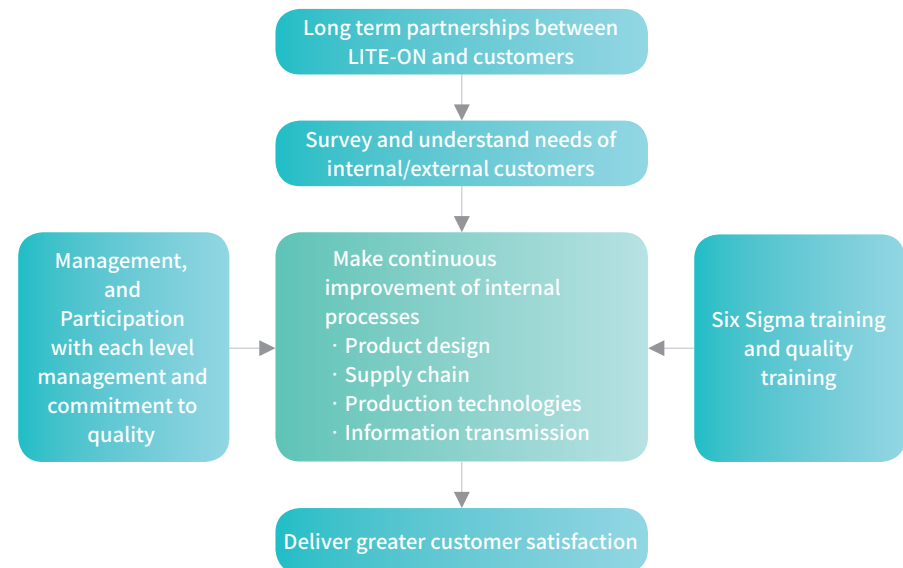 Long term partnerships between
LITE-ON and customers
Survey and understand needs of
internal/external customers
Management,
and
Participation
with each level
management and
commitment to
quality
Make continuous
improvement of internal
processes
· Product design
· Supply chain
· Production technologies
· Information transmission
Six Sigma training
and quality
training
Deliver greater customer satisfaction